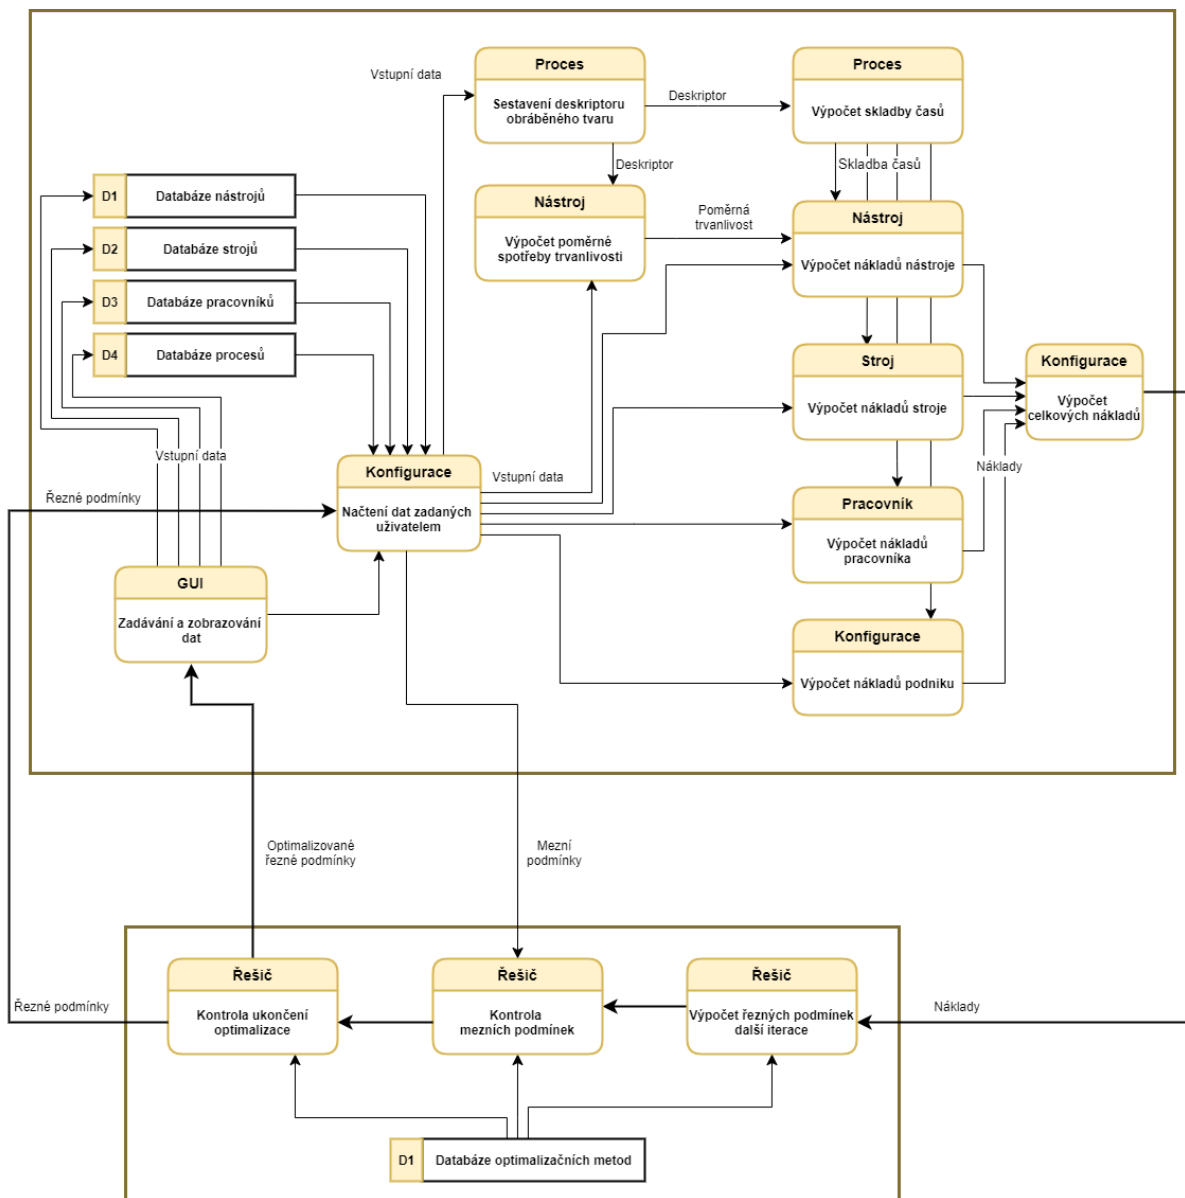 Proces
Sestavení deskriptoru
obráběného tvaru
Proces
Výpočet skladby časů
Vstupní data
Deskriptor
Deskriptor
Skladba časů
D1
Databáze nástrojů
D2
Databáze strojů
D3
Databáze pracovníků
D4
Databáze procesů
Nástroj
Výpočet poměrné
spotřeby trvanlivosti
Poměrná
trvanlivost
Nástroj
Výpočet nákladů nástroje
Stroj
Výpočet nákladů stroje
Konfigurace
Výpočet
celkových nákladů
Vstupní data
Konfigurace
Načtení dat zadaných
uživatelem
Vstupní data
Náklady
Řezné podmínky
Pracovník
Výpočet nákladů
pracovníka
GUI
Zadávání a zobrazování
dat
Konfigurace
Výpočet nákladů podniku
Optimalizované
řezné podmínky
Mezní
podmínky
Řešič
Kontrola ukončení
optimalizace
Řešič
Kontrola
mezních podmínek
Řešič
Výpočet řezných podmínek
další iterace
Řezné podmínky
Náklady
D1
Databáze optimalizačních metod